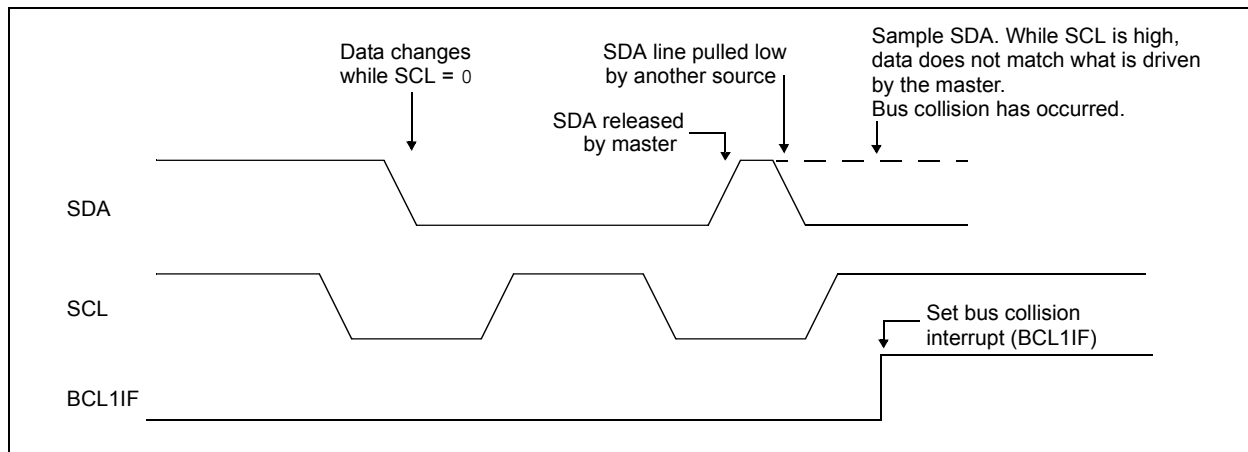 Data changes
while SCL = 0
SDA line pulled low
by another source
Sample SDA. While SCL is high,
data does not match what is driven
by the master.
Bus collision has occurred.
SDA released
by master
SDA
SCL
Set bus collision
interrupt (BCL1IF)
BCL1IF